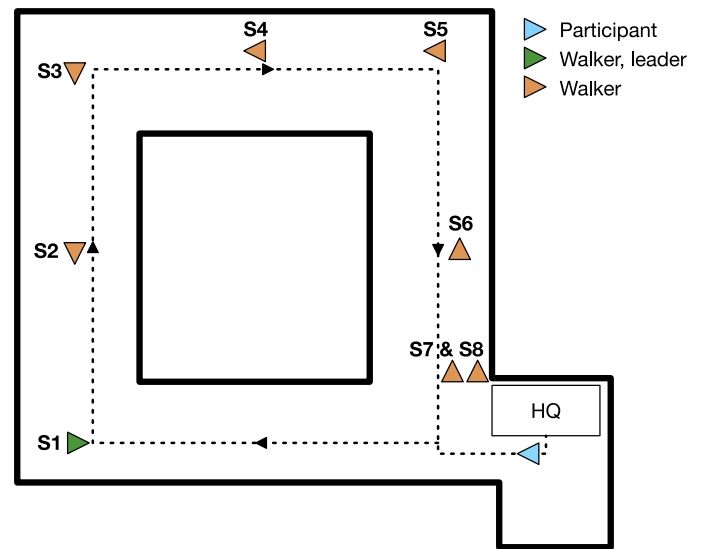 S4
S5
Participant
S3
Walker, leader
Walker
S2
S6
S7 & S8
HQ
S1